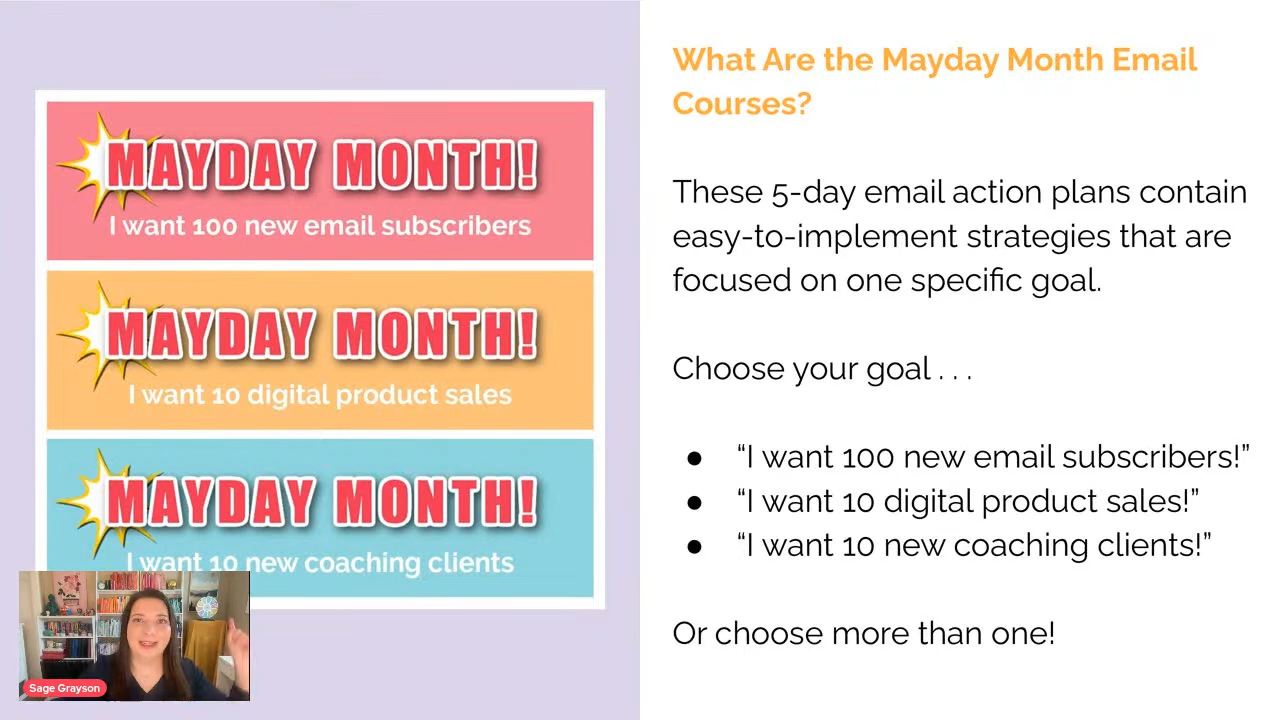 MAYDAY MONTH!
I want 100 new email subscribers
MAYDAY MONTH!
I want 10 digital product sales
MAYDAY MONTH!
I want 10 new coaching clients
Sage Grayson
What Are the Mayday Month Email
Courses?
These 5-day email action plans contain
easy-to-implement strategies that are
focused on one specific goal.
Choose your goal . . .
● “I want 100 new email subscribers!”
● “I want 10 digital product sales!”
● “I want 10 new coaching clients!”
Or choose more than one!